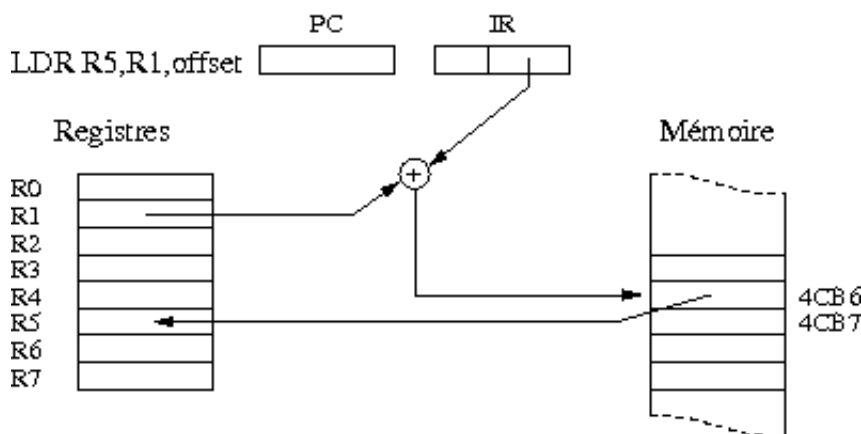 PC IR
LDR R5,R1,offset
Registres Mémoire
R0
R1
R2
R3
R4 4CB6
R5 4CB7
R6
R7
+